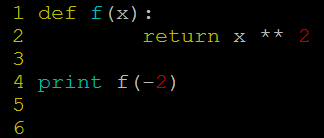 1 def f(x):
2         return x ** 2
3
4 print f(-2)
5
6